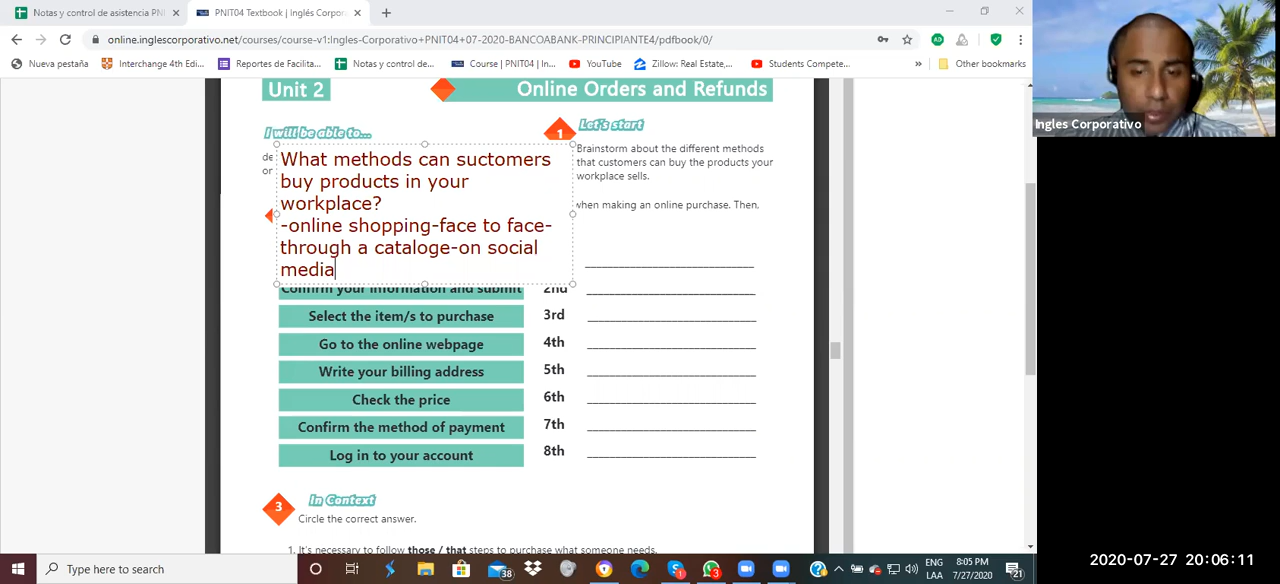 Notas y control de asistencia PNI
PNIT04 Textbook | Inglés Corpor
online.inglescorporativo.net/courses/course-v1:Ingles-Corporativo+PNIT04+07-2020-BANCOABANK-PRINCIPIANTE4/pdfbook/0/
Nueva pestaña
Interchange 4th Edi...
Reportes de Facilita...
Notas y control de...
Course | PNIT04 | In...
YouTube
Zillow: Real Estate,...
Students Compete...
»
Other bookmarks
Ingles Corporativo
Unit 2
Online Orders and Refunds
I will be able to...
1
Let's start
de
or
Brainstorm about the different methods
that customers can buy the products your
workplace sells.
when making an online purchase. Then,
What methods can suctomers
buy products in your
workplace?
-online shopping-face to face-
through a cataloge-on social
media
Confirm your information and submit
2nd
Select the item/s to purchase
3rd
Go to the online webpage
4th
Write your billing address
5th
Check the price
6th
Confirm the method of payment
7th
Log in to your account
8th
3
In Context
Circle the correct answer.
1. It's necessary to follow those / that steps to purchase what someone needs.
Type here to search
38
3
ENG
LAA
8:05 PM
7/27/2020
21
2020-07-27 20:06:11